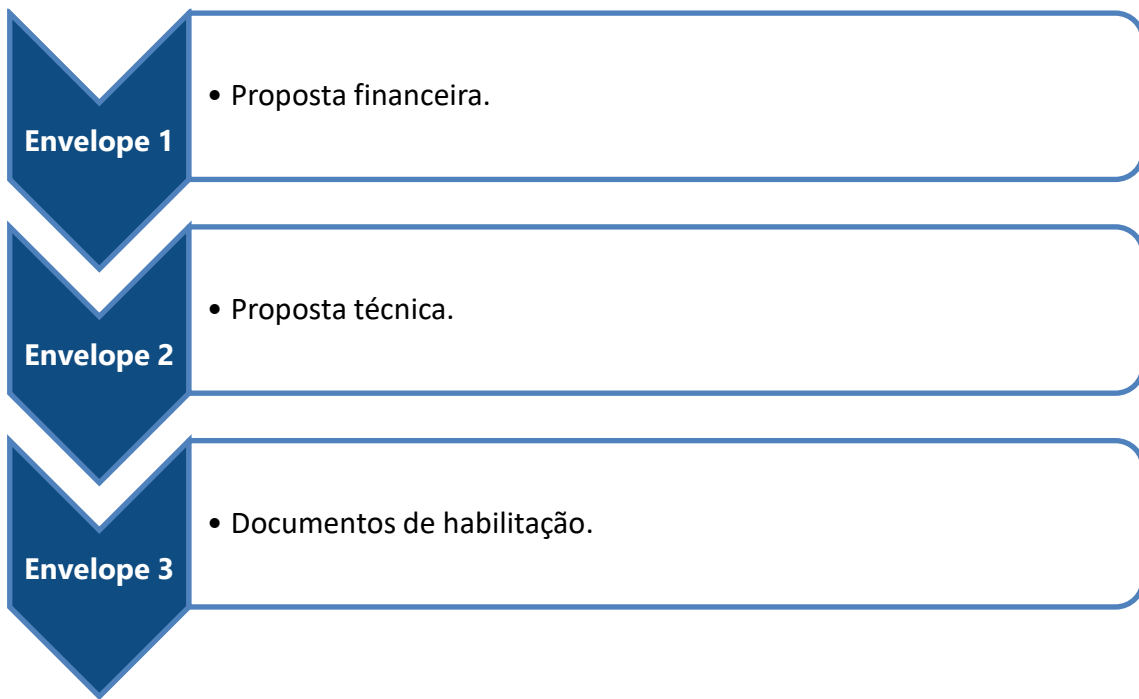 Envelope 1
• Proposta financeira.
Envelope 2
• Proposta técnica.
Envelope 3
• Documentos de habilitação.